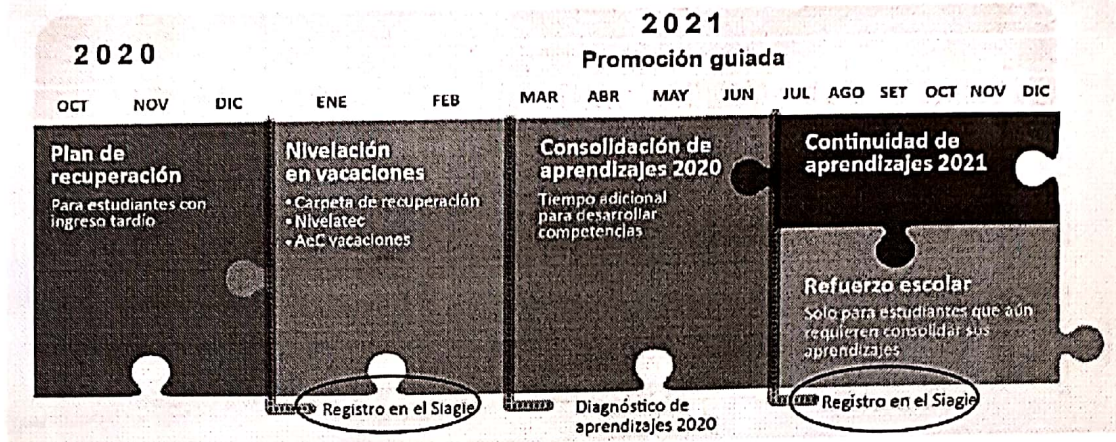 2020
2021
Promoción guiada
OCT NOV DIC ENE FEB MAR ABR MAY JUN JUL AGO SET OCT NOV DIC
Plan de
recuperación
Para estudiantes con
ingreso tardío
Nivelación
en vacaciones
• Carpeta de recuperación
• Nivelatec
• AeC vacaciones
Consolidación de
aprendizajes 2020
Tiempo adicional
para desarrollar
competencias
Continuidad de
aprendizajes 2021
Refuerzo escolar
Solo para estudiantes que aún
requieren consolidar sus
aprendizajes
Registro en el Siagie
Diagnóstico de
aprendizajes 2020
Registro en el Siagie